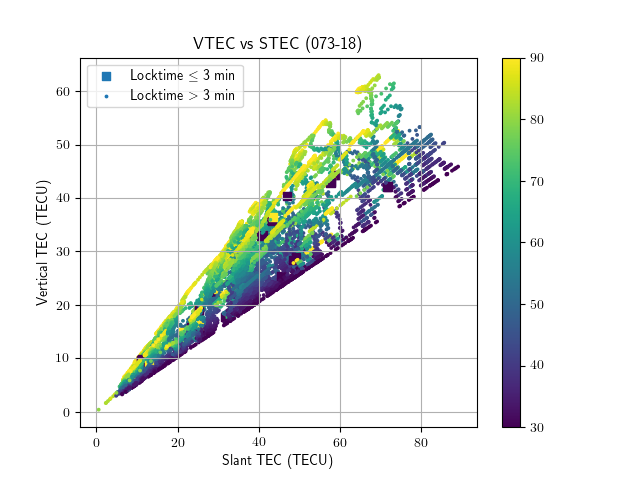 VTEC vs STEC (073-18)
Locktime ≤ 3 min
Locktime > 3 min
Vertical TEC (TECU)
60
50
40
30
20
10
0
0 20 40 60 80
Slant TEC (TECU)
90
80
70
60
50
40
30